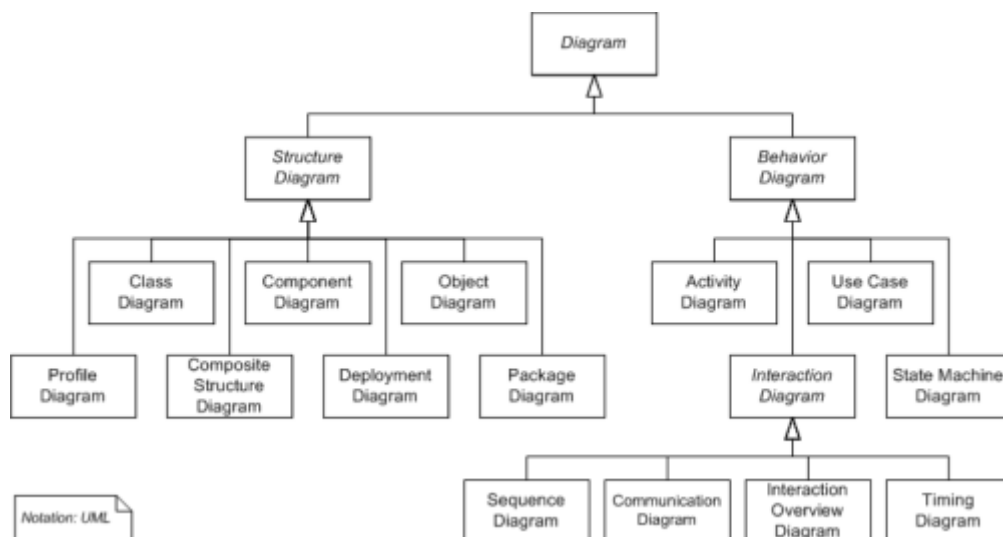 Diagram
Structure
Diagram
Behavior
Diagram
Class
Diagram
Component
Diagram
Object
Diagram
Activity
Diagram
Use Case
Diagram
Profile
Diagram
Composite
Structure
Diagram
Deployment
Diagram
Package
Diagram
Interaction
Diagram
State Machine
Diagram
Sequence
Diagram
Communication
Diagram
Interaction
Overview
Diagram
Timing
Diagram
Notation: UML